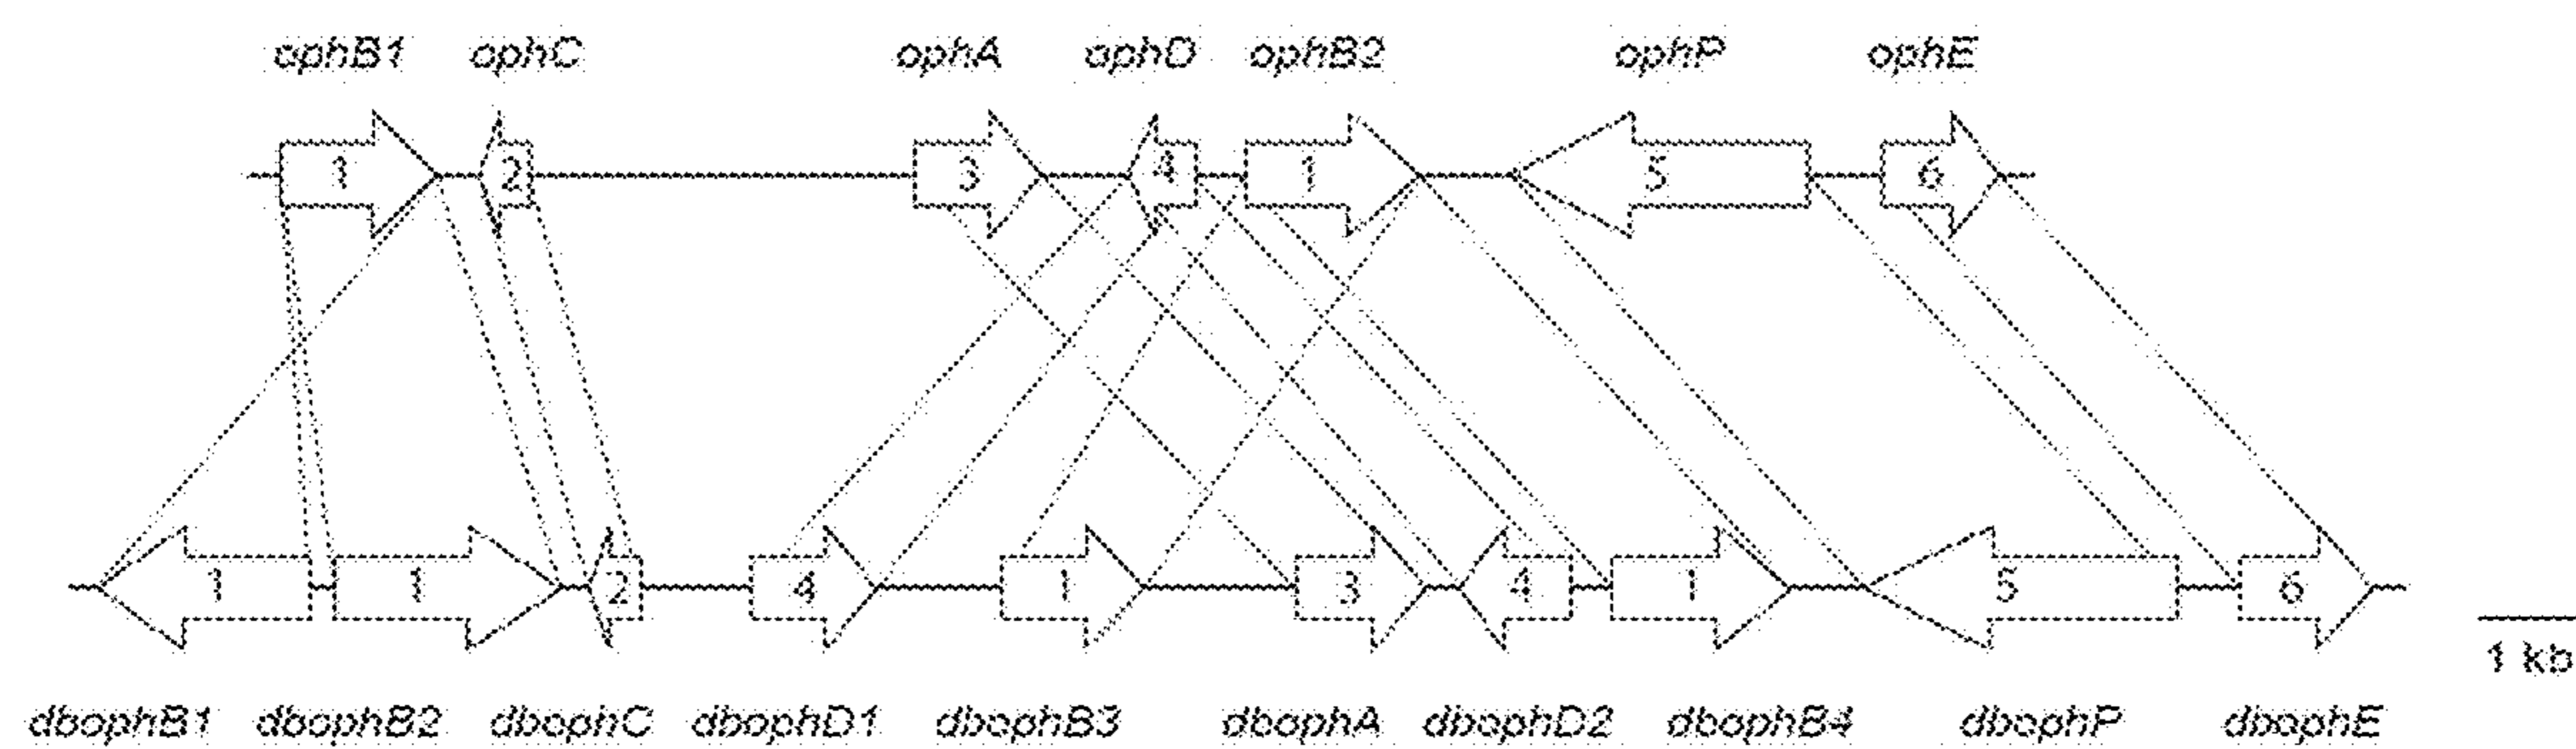 ophB1 ophC ophA ophD ophB2 ophP ophE
1 2 3 4 1 5 6
1 1 2 4 1 3 4 1 5 6
1 kb
dbophB1 dbophB2 dbophC dbophD1 dbophB3 dbophA dbophD2 dbophB4 dbophP dbophE